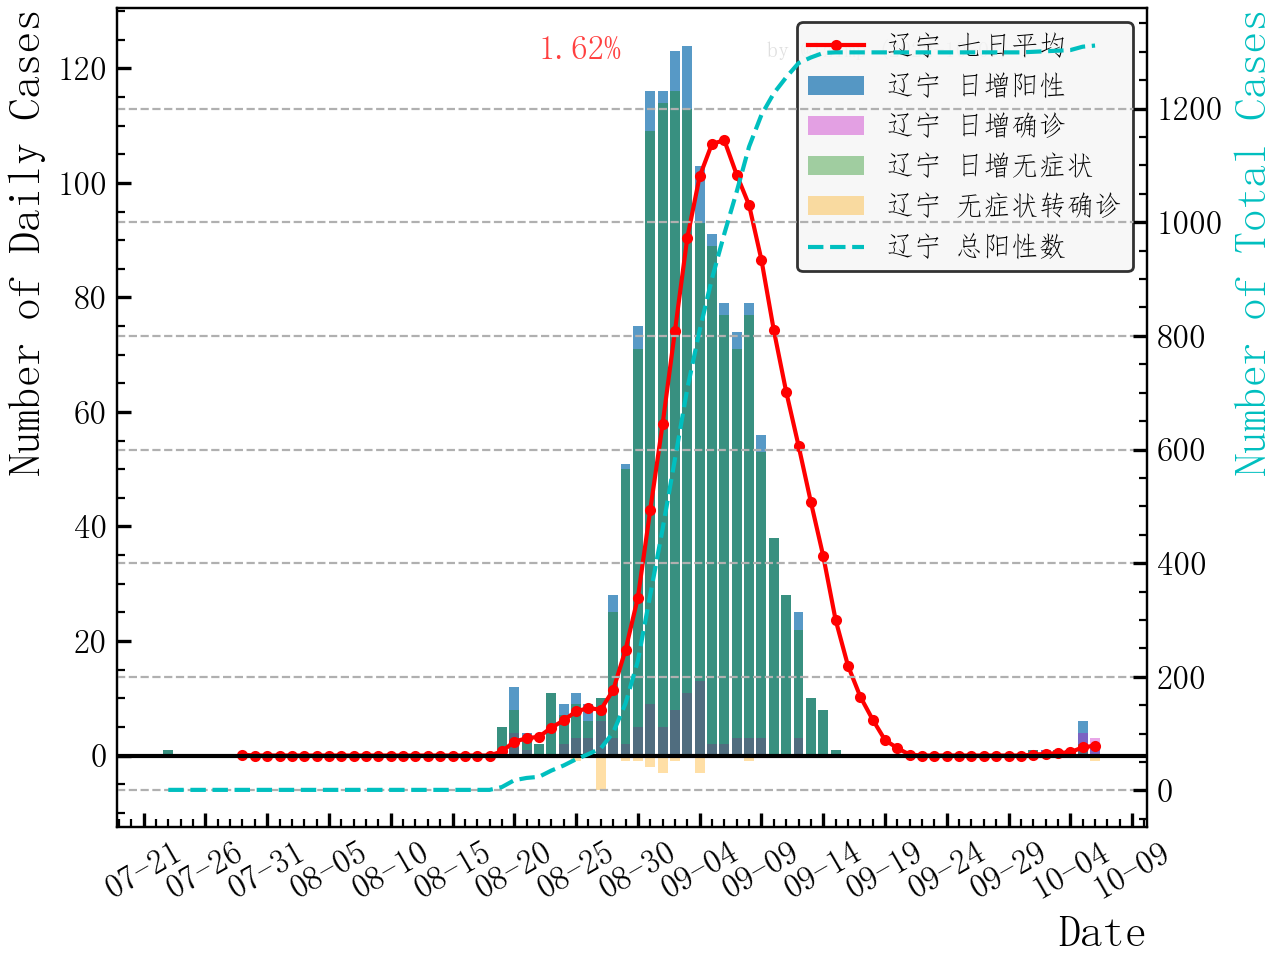 1.62%
by
辽宁 七日平均
辽宁 日增阳性
辽宁 日增确诊
辽宁 日增无症状
辽宁 无症状转确诊
辽宁 总阳性数
Number of Daily Cases
120
100
80
60
40
20
0
Number of Total Cases
1200
1000
800
600
400
200
0
07-21 07-26 07-31 08-05 08-10 08-15 08-20 08-25 08-30 09-04 09-09 09-14 09-19 09-24 09-29 10-04 10-09
Date